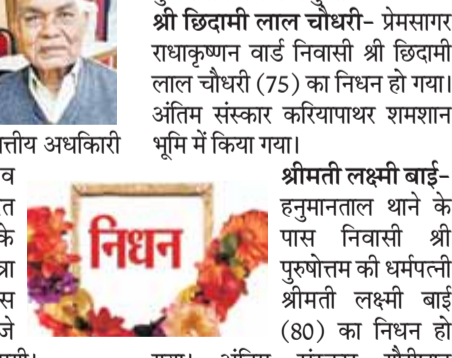 श्री छिदामी लाल चौधरी- प्रेमसागर
राधाकृष्णन वार्ड निवासी श्री छिदामी
लाल चौधरी (75) का निधन हो गया।
अंतिम संस्कार करियापाथर शमशान
भूमि में किया गया।
श्रीमती लक्ष्मी बाई-
हनुमानताल थाने के
पास निवासी श्री
पुरुषोत्तम की धर्मपत्नी
श्रीमती लक्ष्मी बाई
(80) का निधन हो
अधकिारी
निधन